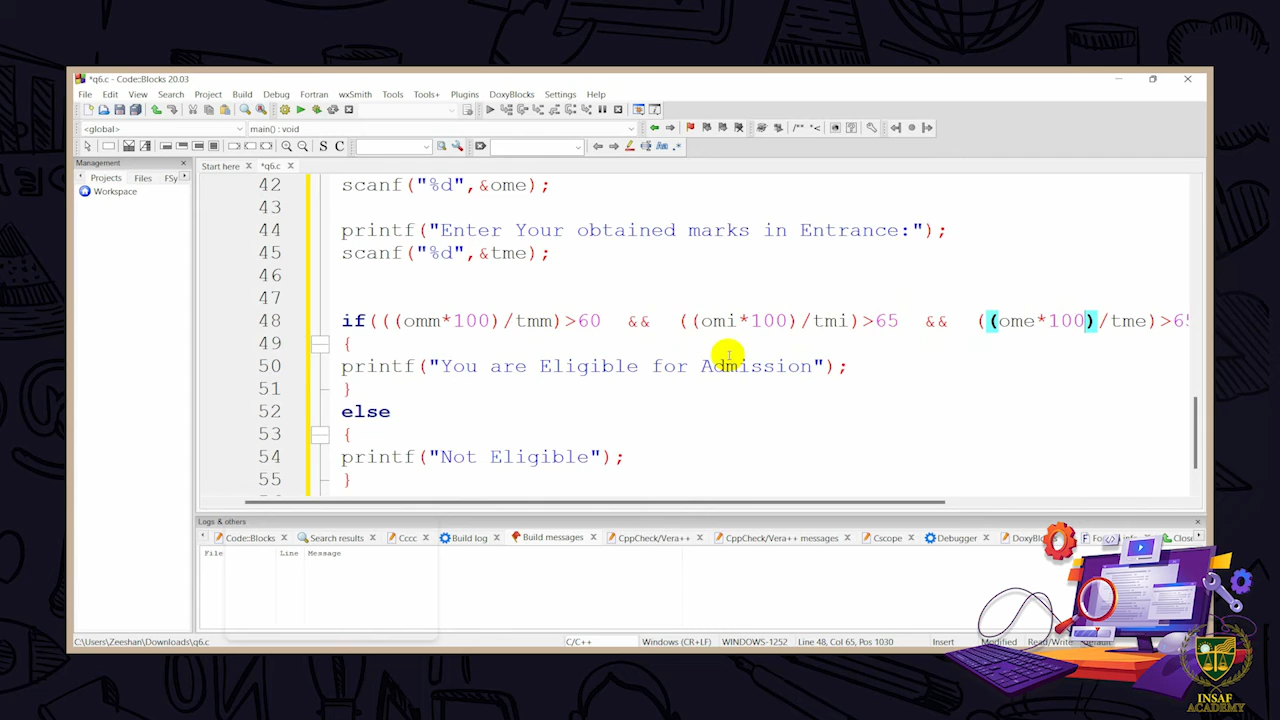 *q6.c - Code::Blocks 20.03
File Edit View Search Project Build Debug Fortran wxSmith Tools Tools+ Plugins DoxyBlocks Settings Help
<global> main() : void
S C
Management
Projects Files FSy
Workspace
Start here *q6.c
42 scanf("%d",&ome);
43
44 printf("Enter Your obtained marks in Entrance:");
45 scanf("%d",&tme);
46
47
48 if(((omm*100)/tmm)>60 && ((omi*100)/tmi)>65 && ((ome*100)/tme)>65
49 {
50 printf("You are Eligible for Admission");
51 }
52 else
53 {
54 printf("Not Eligible");
55 }
Logs & others
Code::Blocks Search results Cccc Build log Build messages CppCheck/Vera++ CppCheck/Vera++ messages Cscope Debugger Close
File Line Message
C:\Users\Zeeshan\Downloads\q6.c C/C++ Windows (CR+LF) WINDOWS-1252 Line 48, Col 65, Pos 1030 Insert Modified Read/Write
INSAF
ACADEMY